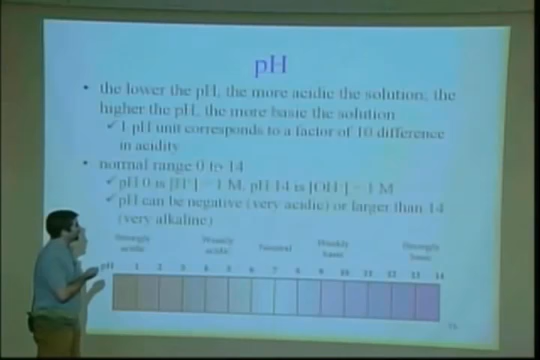 pH
• the lower the pH, the more acidic the solution; the
higher the pH, the more basic the solution
✓1 pH unit corresponds to a factor of 10 difference
in acidity
• normal range 0 to 14
✓pH 0 is [H⁺] = 1 M, pH 14 is [OH⁻] = 1 M
✓pH can be negative (very acidic) or larger than 14
(very alkaline)
Strongly acidic Weakly acidic Neutral Weakly basic Strongly basic
pH 1 2 3 4 5 6 7 8 9 10 11 12 13 14